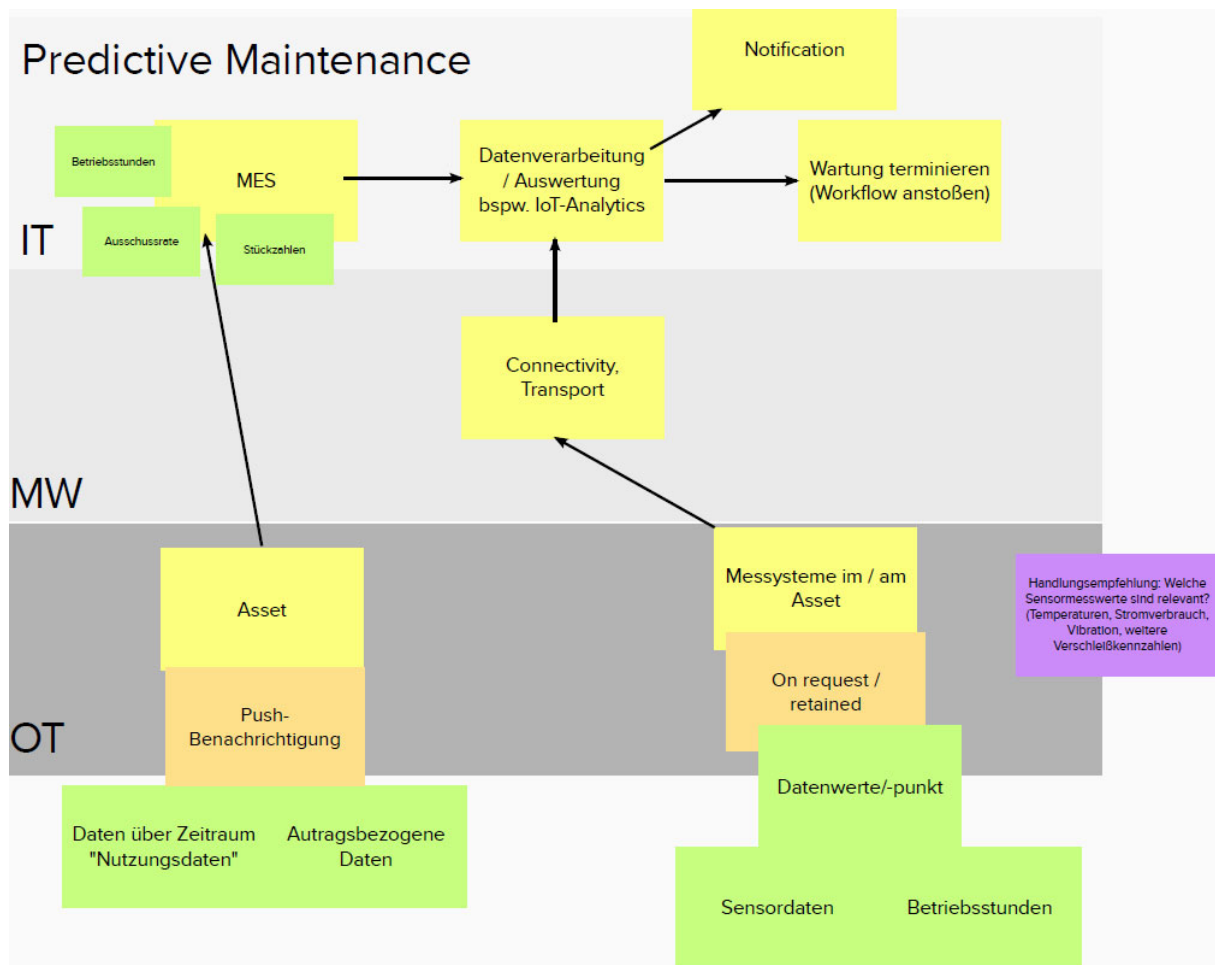 Predictive Maintenance
Notification
Betriebsstunden
MES
Ausschussrate
Stückzahlen
Datenverarbeitung
/ Auswertung
bspw. IoT-Analytics
Wartung terminieren
(Workflow anstoßen)
IT
Connectivity,
Transport
MW
Asset
Push-
Benachrichtigung
Messysteme im / am
Asset
On request /
retained
Handlungsempfehlung: Welche
Sensormesswerte sind relevant?
(Temperaturen, Stromverbrauch,
Vibration, weitere
Verschleißkennzahlen)
OT
Daten über Zeitraum
"Nutzungsdaten"
Autragsbezogene
Daten
Datenwerte/-punkt
Sensordaten
Betriebsstunden